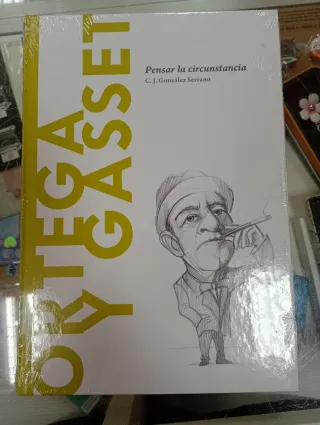 ORTEGA
Y GASSET
Pensar la circunstancia
C. J. González Serrano